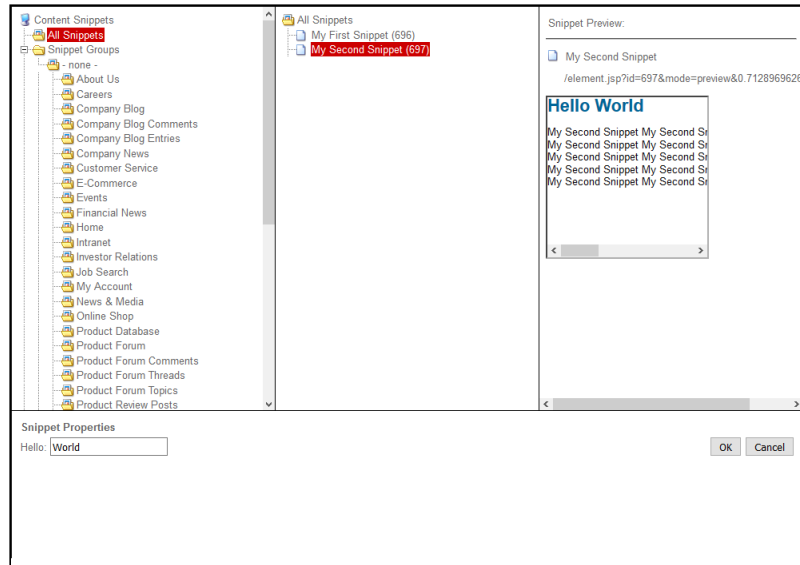 Content Snippets
All Snippets
Snippet Groups
- none -
About Us
Careers
Company Blog
Company Blog Comments
Company Blog Entries
Company News
Customer Service
E-Commerce
Events
Financial News
Home
Intranet
Investor Relations
Job Search
My Account
News & Media
Online Shop
Product Database
Product Forum
Product Forum Comments
Product Forum Threads
Product Forum Topics
Product Review Posts
All Snippets
My First Snippet (696)
My Second Snippet (697)
Snippet Preview:
My Second Snippet
/element.jsp?id=697&mode=preview&0.7128969626
Hello World
My Second Snippet My Second Sn
My Second Snippet My Second Sn
My Second Snippet My Second Sn
My Second Snippet My Second Sn
My Second Snippet My Second Sn
Snippet Properties
Hello: World
OK Cancel